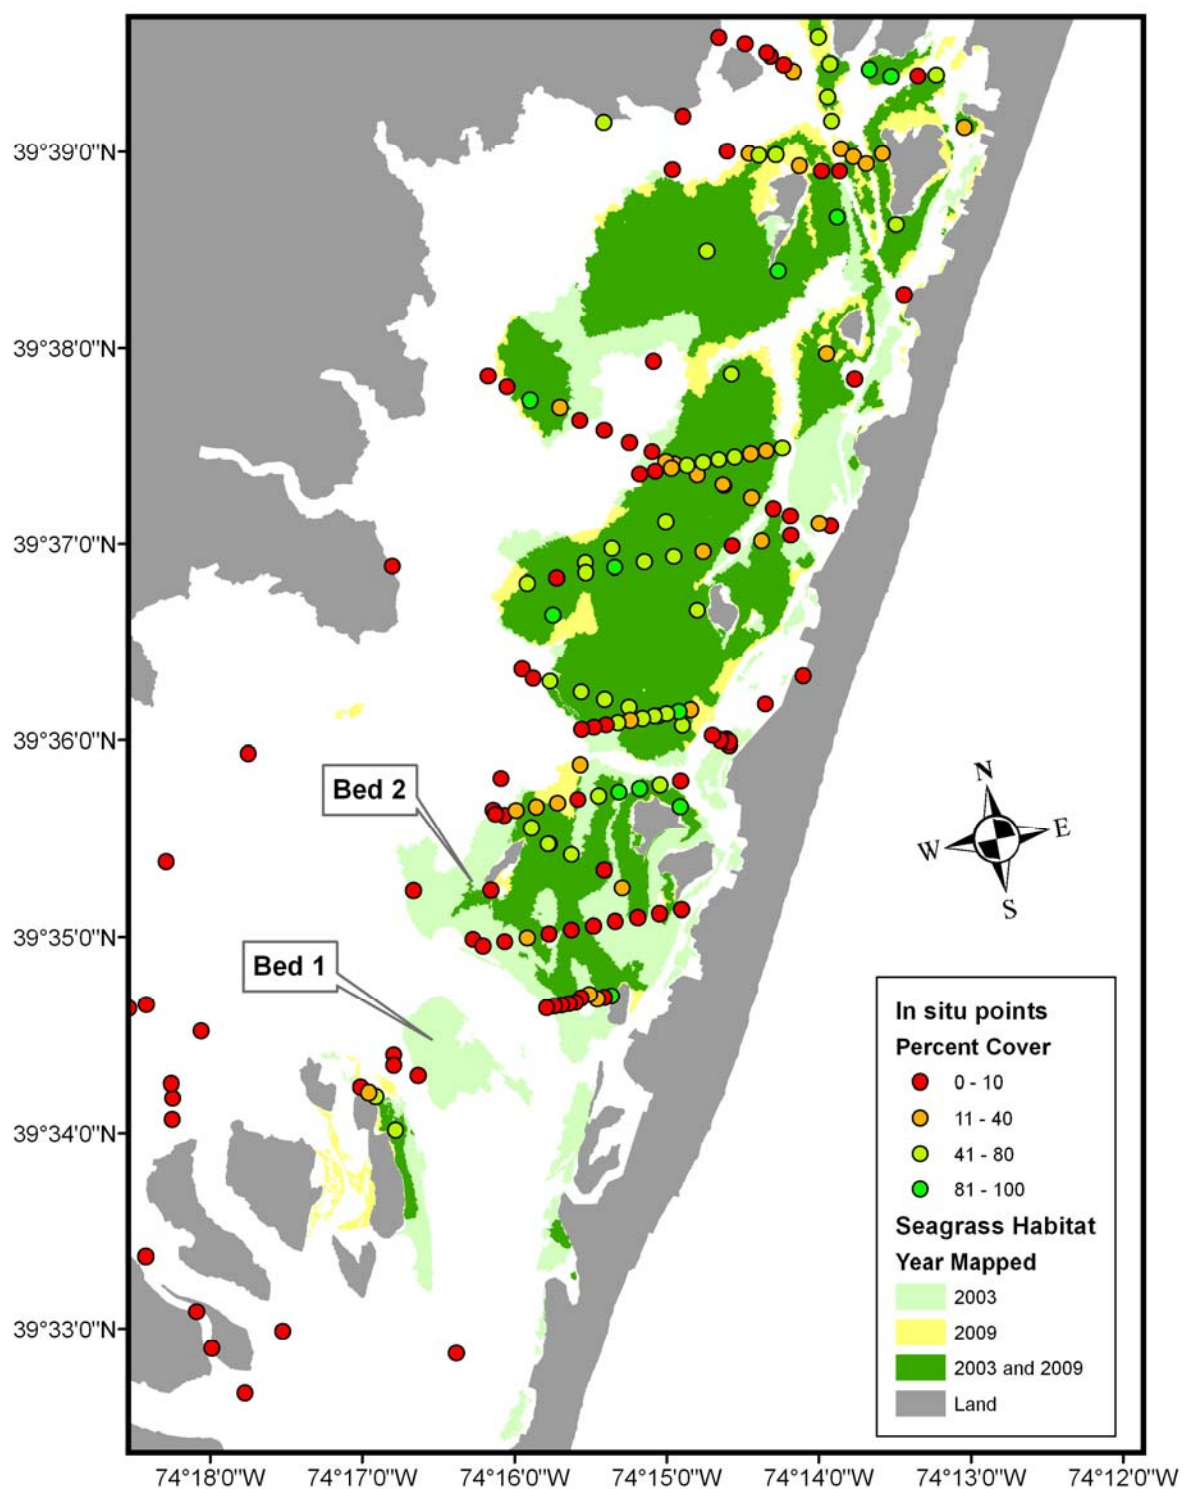 39°39'0"N
39°38'0"N
39°37'0"N
39°36'0"N
Bed 2
N
W
E
S
39°35'0"N
Bed 1
In situ points
Percent Cover
0 - 10
11 - 40
41 - 80
81 - 100
39°34'0"N
Seagrass Habitat
Year Mapped
2003
2009
2003 and 2009
Land
39°33'0"N
74°18'0"W 74°17'0"W 74°16'0"W 74°15'0"W 74°14'0"W 74°13'0"W 74°12'0"W